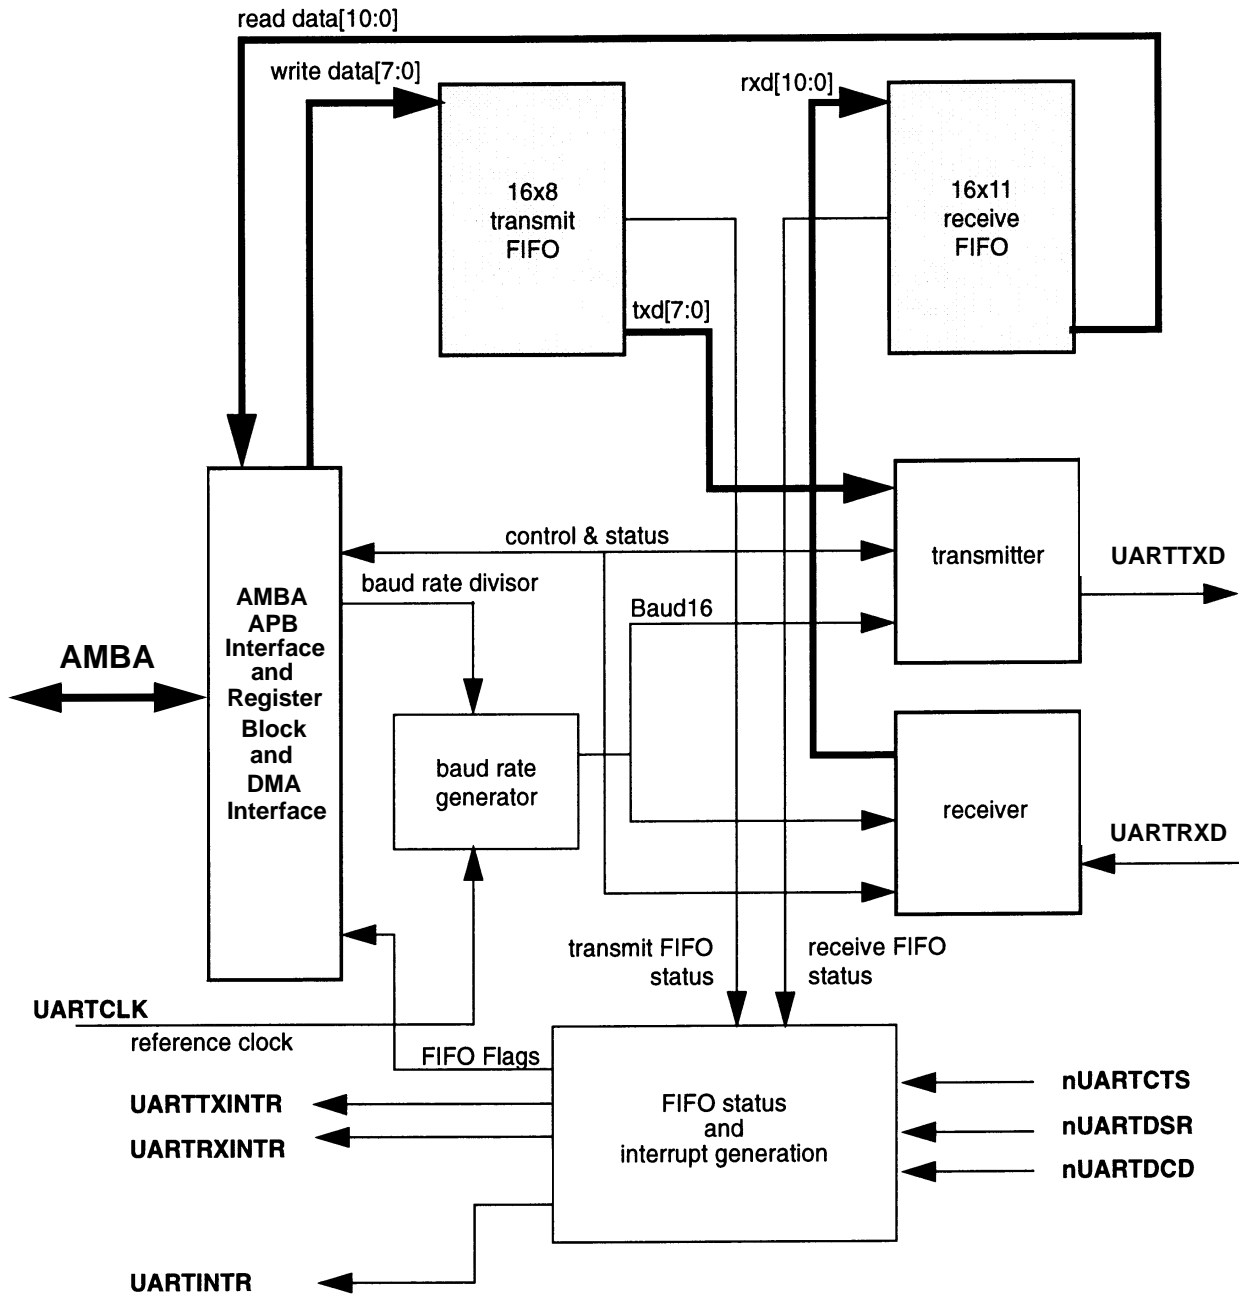 read data[10:0]
write data[7:0]
rxd[10:0]
16x8
transmit
FIFO
16x11
receive
FIFO
txd[7:0]
control & status
baud rate divisor
Baud16
transmitter
UARTTXD
AMBA
AMBA
APB
Interface
and
Register
Block
and
DMA
Interface
baud rate
generator
receiver
UARTRXD
transmit FIFO
status
receive FIFO
status
UARTCLK
reference clock
FIFO Flags
UARTTXINTR
UARTRXINTR
UARTINTR
FIFO status
and
interrupt generation
nUARTCTS
nUARTDSR
nUARTDCD